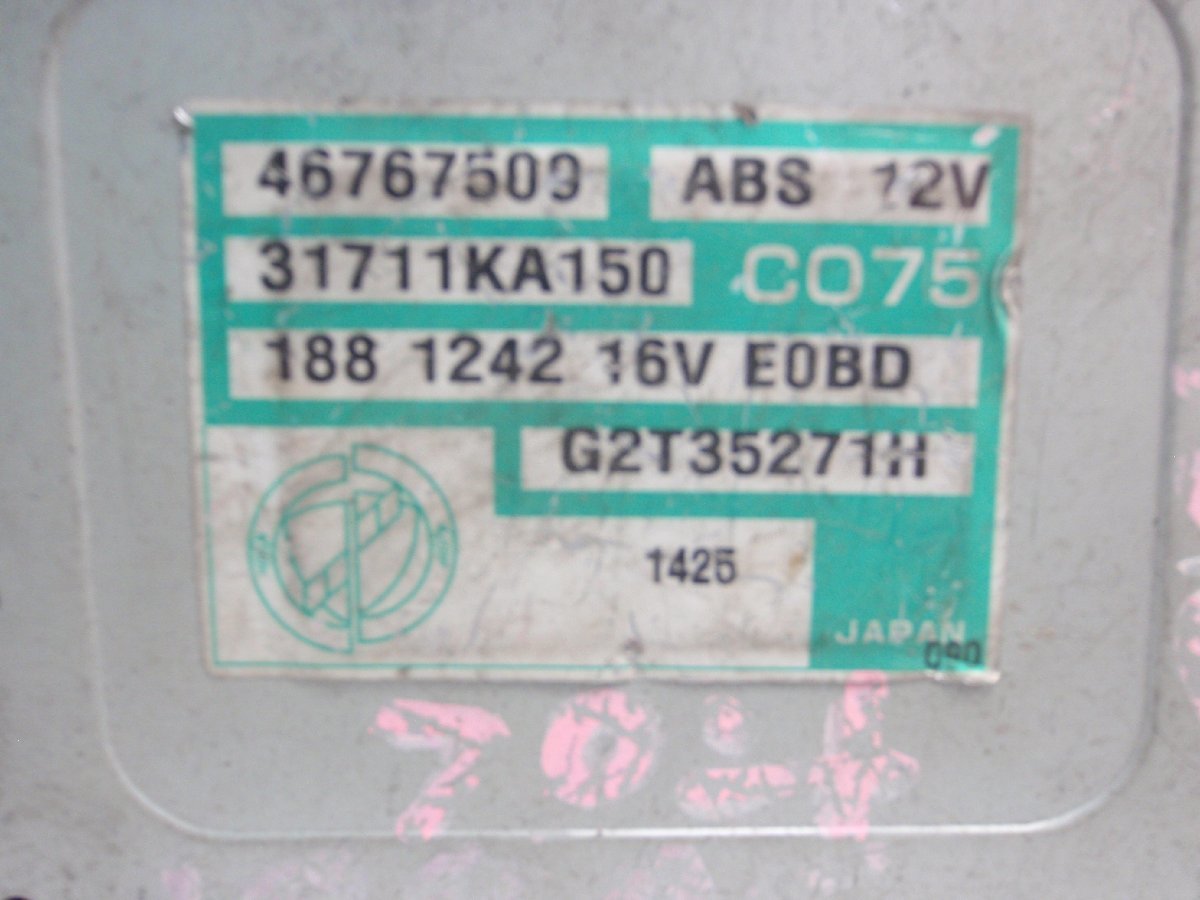 46767509 ABS 12V
31711KA150 C075
188 1242 16V E0BD
G2T35271H
1425
JAPAN